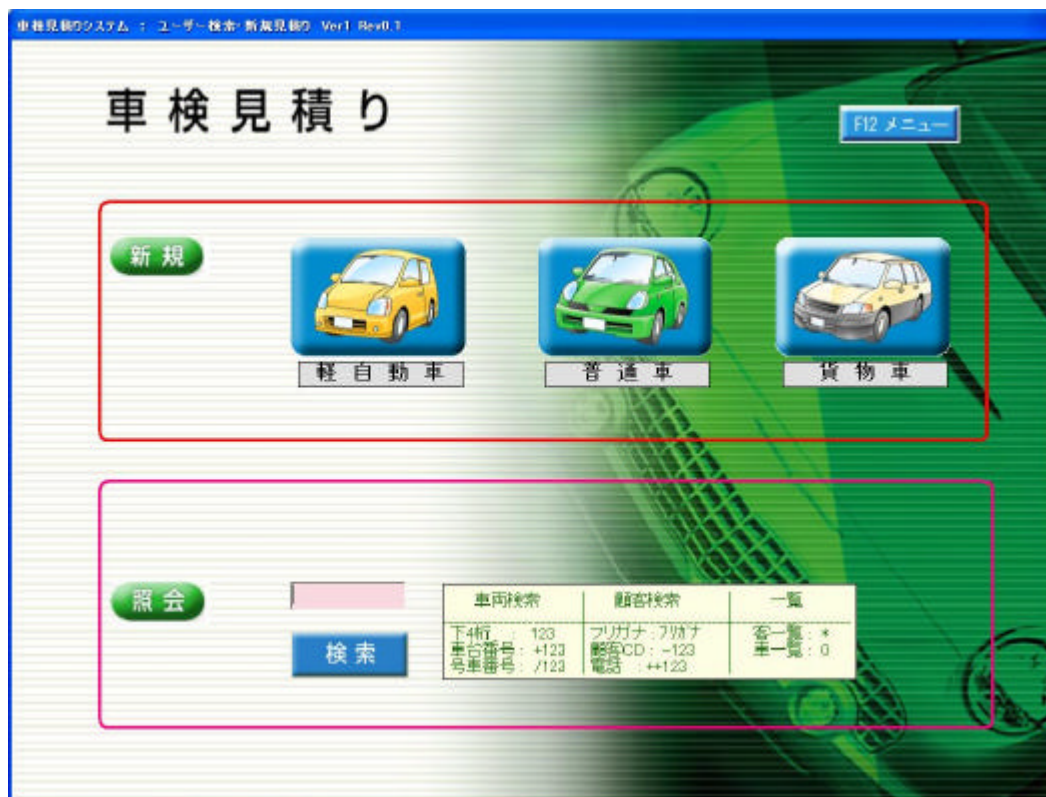 車検見積りシステム : ユーザー検索・新規見積り Ver1 Rev0.1
車検見積り
F12 メニュー
新規
軽自動車
普通車
貨物車
照会
検索
車両検索 顧客検索 一覧
下4桁 : 123 フリガナ : フリガナ 客一覧 : *
車台番号 : +123 顧客CD : -123 車一覧 : 0
号車番号 : /123 電話 : ++123